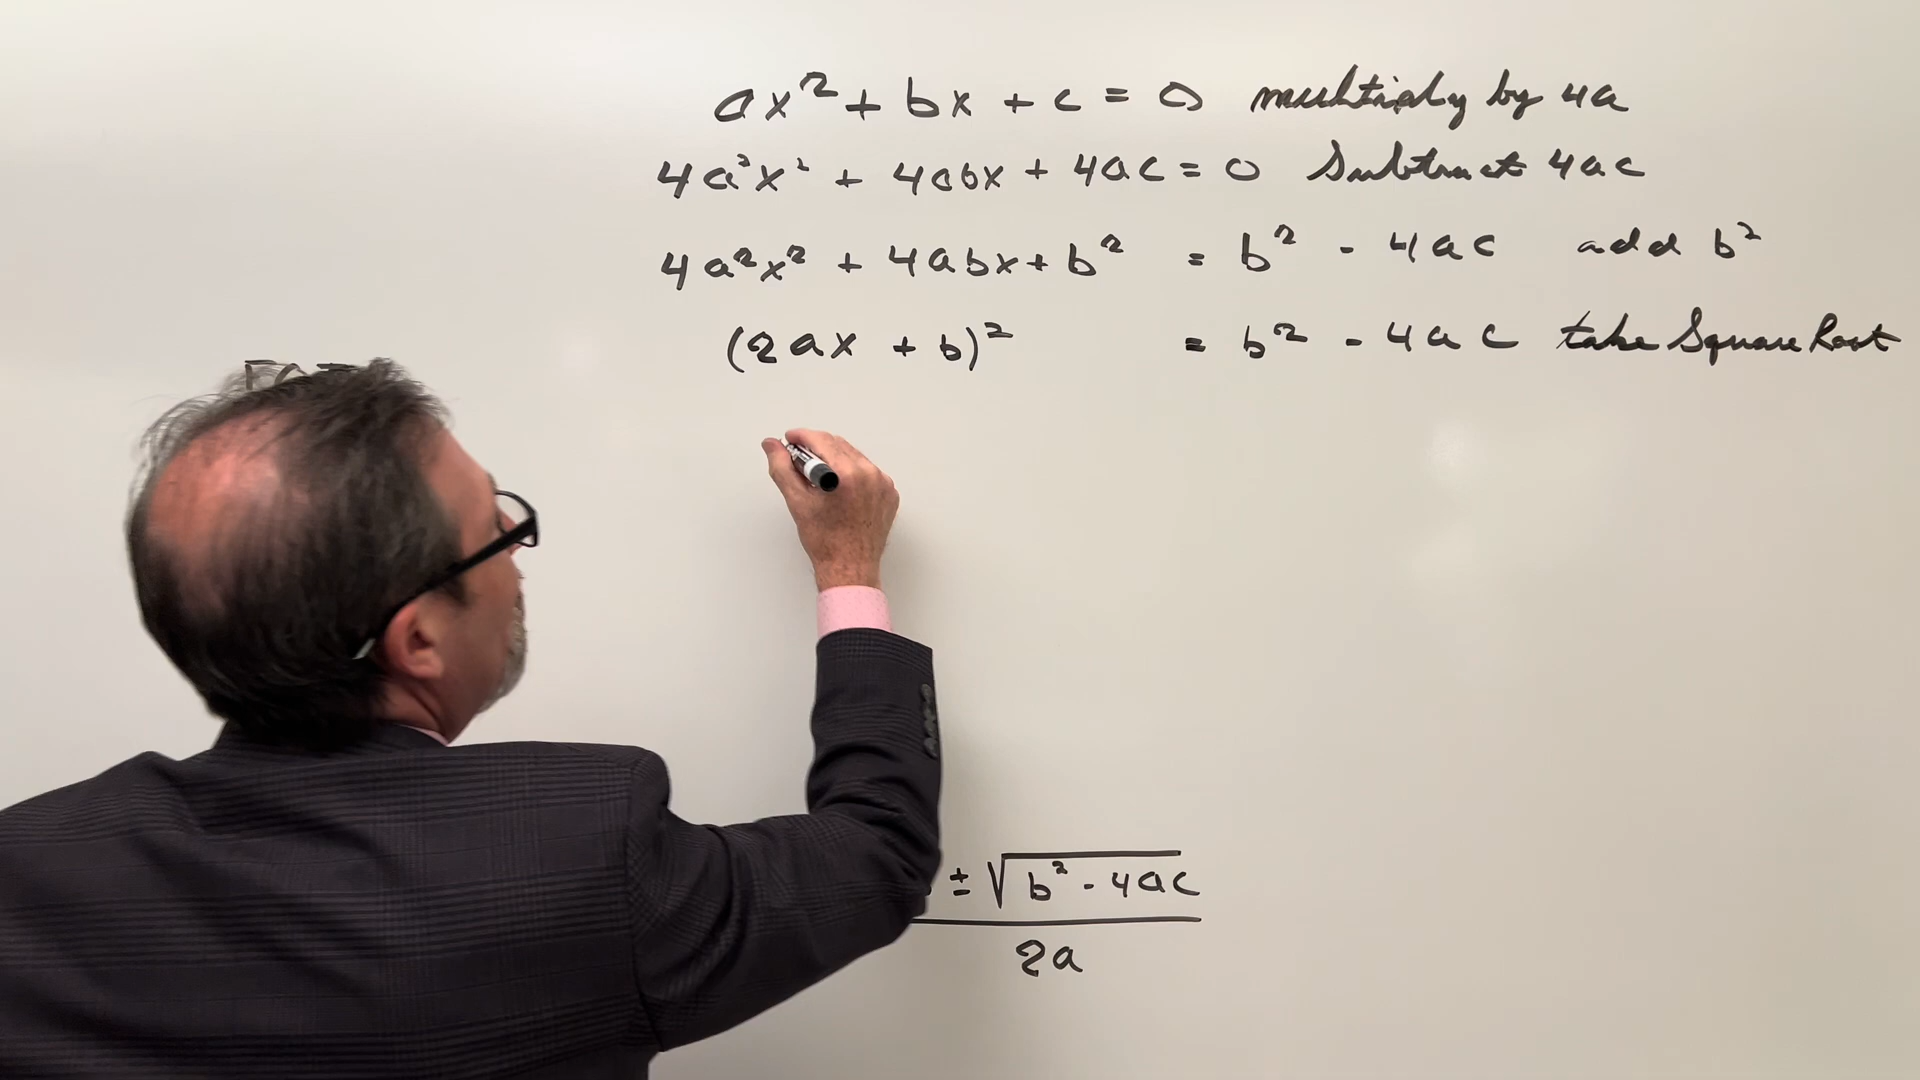 ax² + bx + c = 0 multiply by 4a
4a²x² + 4abx + 4ac = 0 Subtract 4ac
4a²x² + 4abx + b² = b² - 4ac add b²
(2ax + b)² = b² - 4ac take Square Root
± √(b² - 4ac)
2a